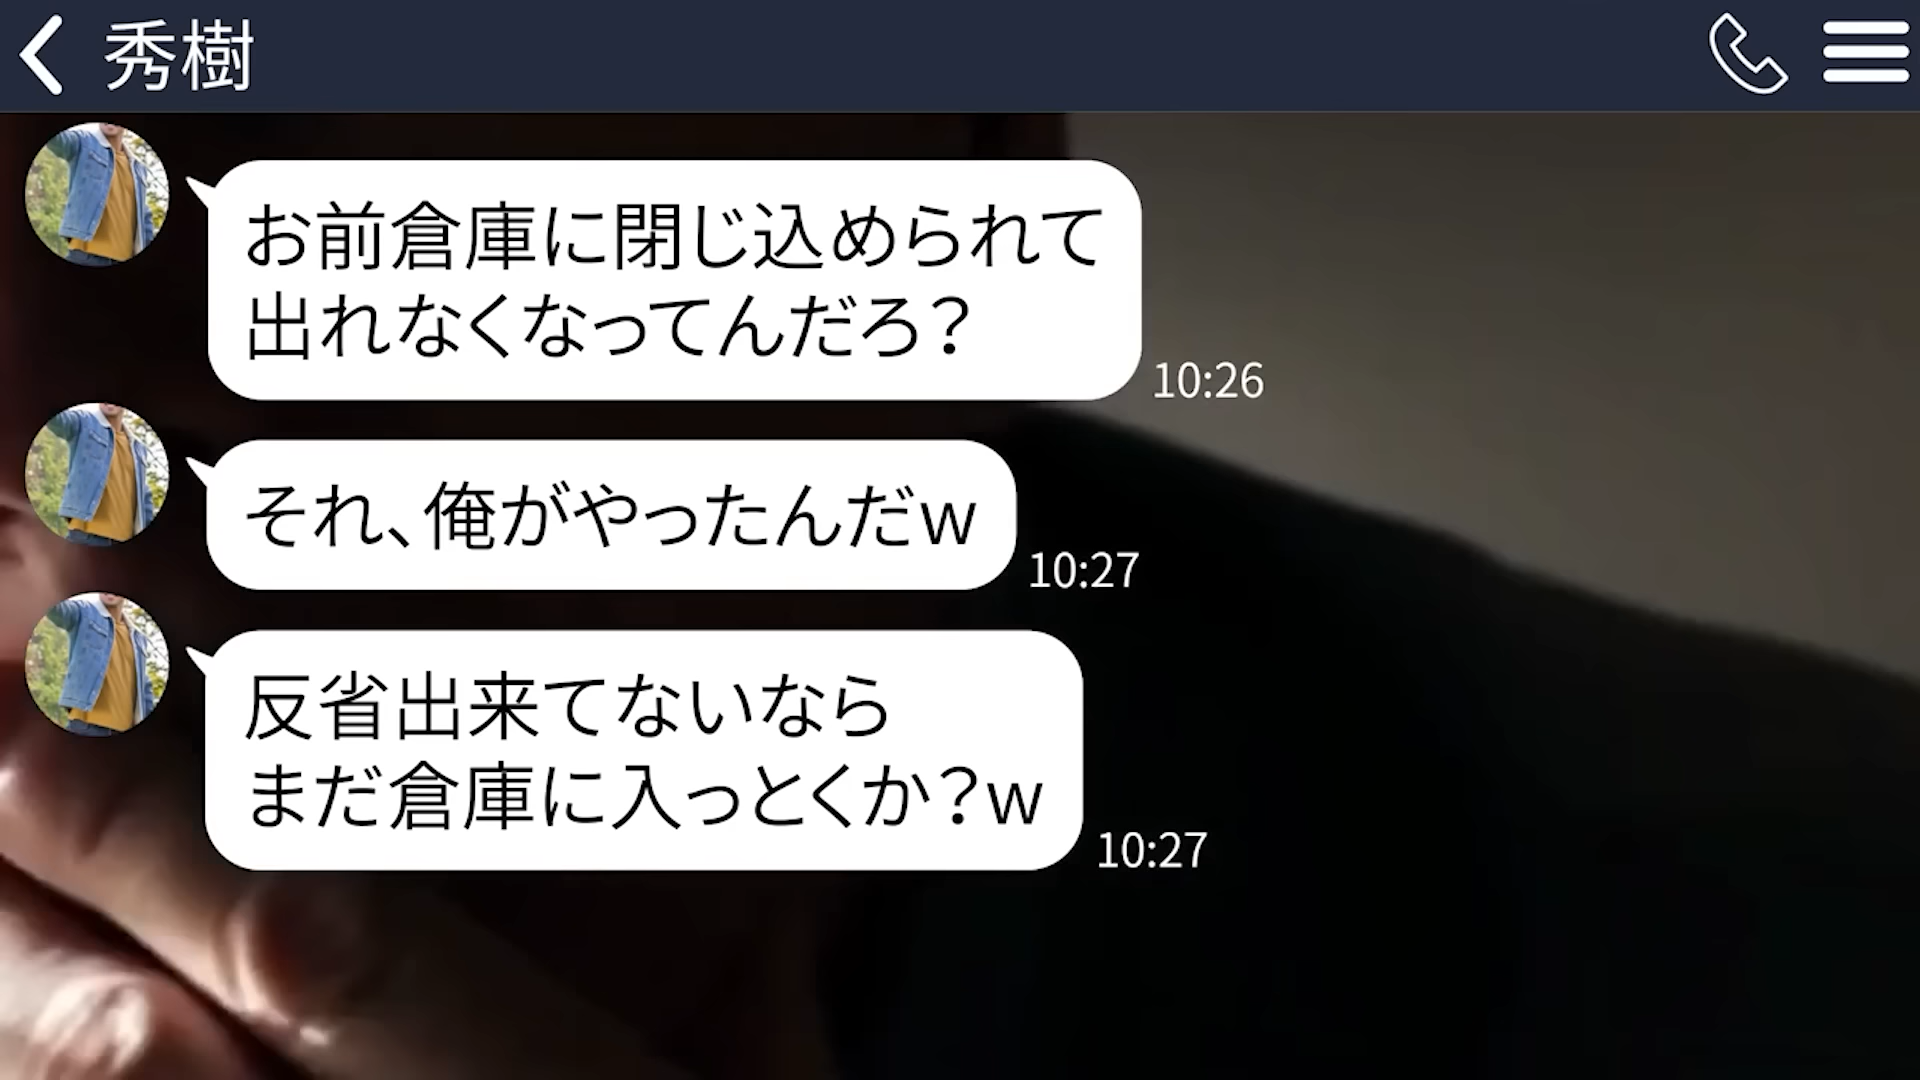 秀樹
お前倉庫に閉じ込められて
出れなくなってんだろ？
10:26
それ、俺がやったんだw
10:27
反省出来てないなら
まだ倉庫に入っとくか？w
10:27